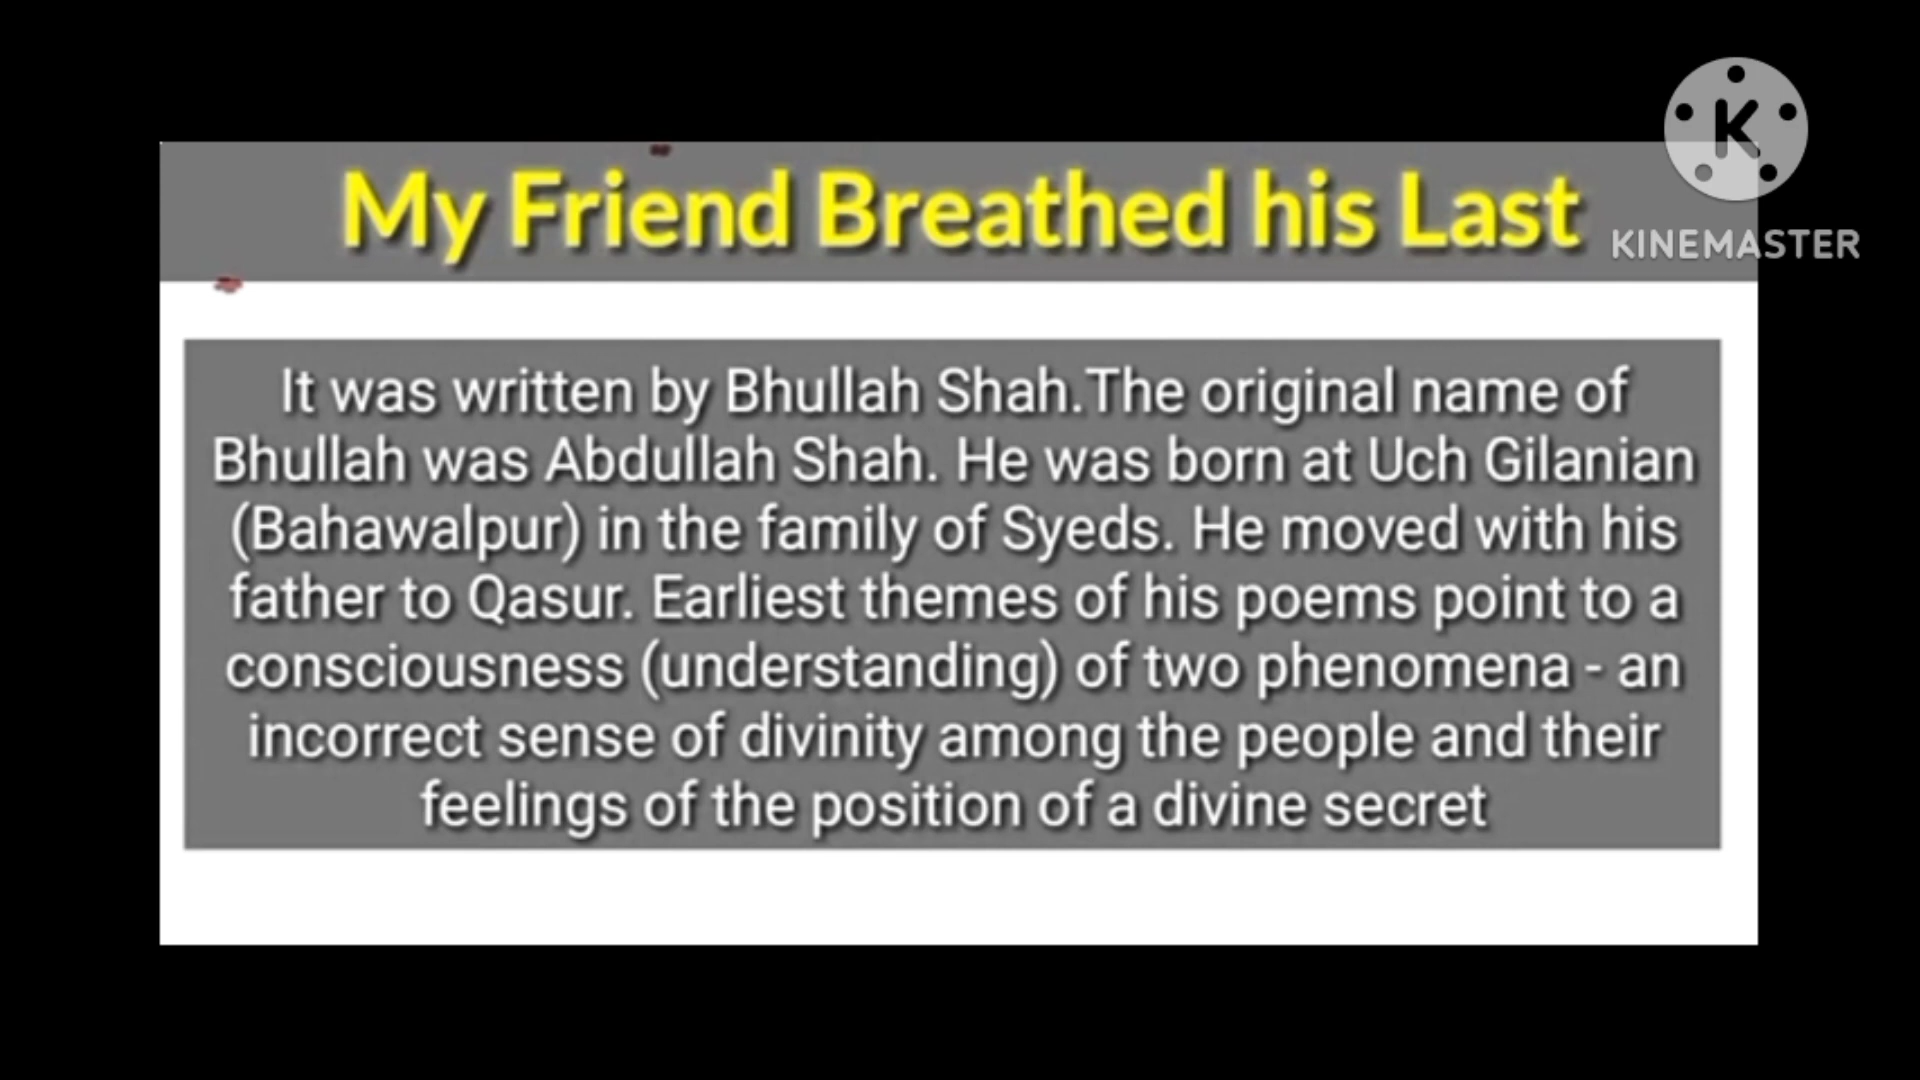 My Friend Breathed his Last
K
KINEMASTER
It was written by Bhullah Shah.The original name of
Bhullah was Abdullah Shah. He was born at Uch Gilanian
(Bahawalpur) in the family of Syeds. He moved with his
father to Qasur. Earliest themes of his poems point to a
consciousness (understanding) of two phenomena - an
incorrect sense of divinity among the people and their
feelings of the position of a divine secret